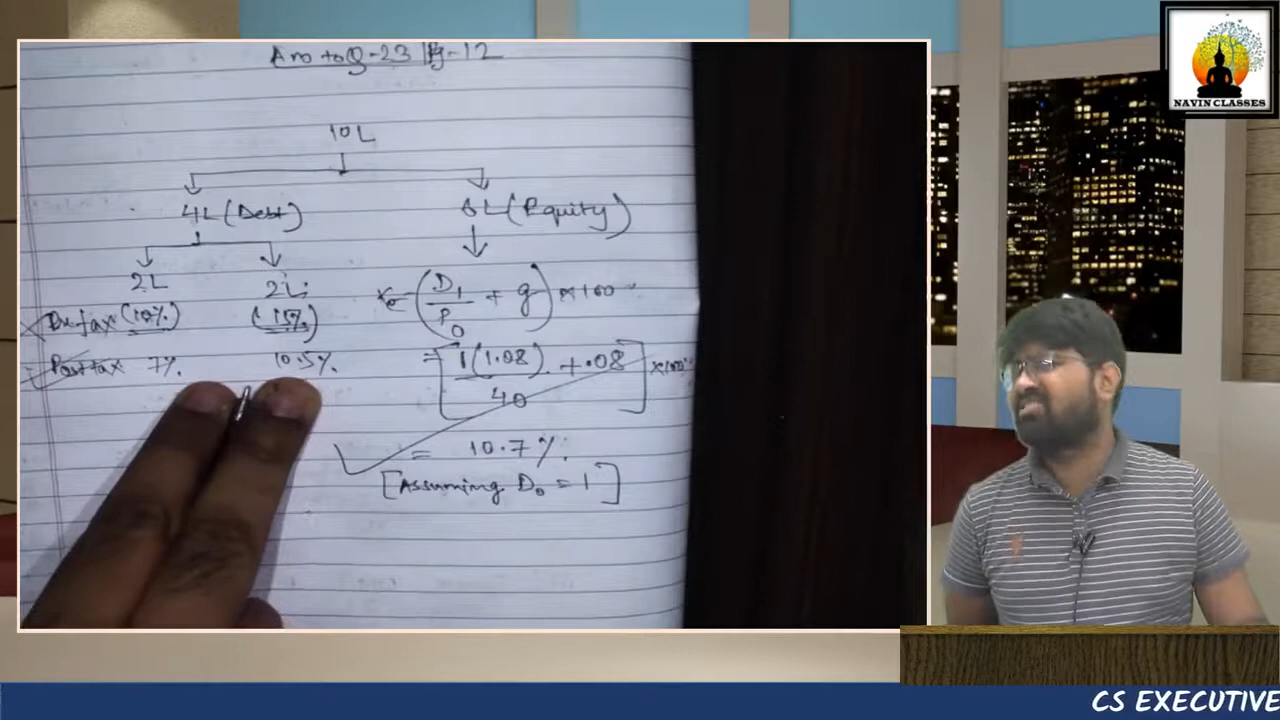 Ans to Q-23 | Pg-12
10L
4L (Debt) 6L (Equity)
2L 2L
Ke = (D1/P0 + g) × 100
Be. tax (10%) (15%)
Post tax 7% 10.5%
= [1(1.08)/40 + .08] × 100
= 10.7%
[Assuming D0 = 1]
NAVIN CLASSES
CS EXECUTIVE